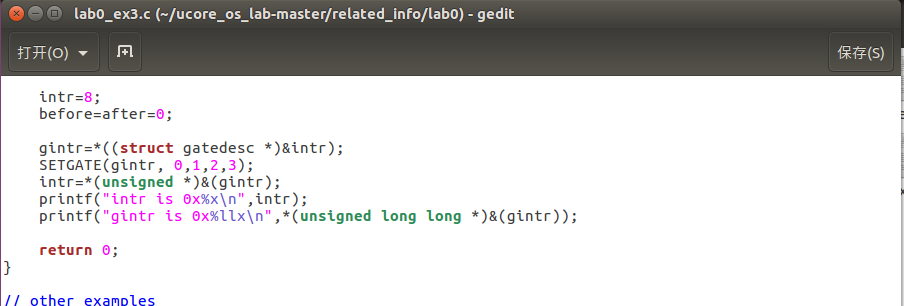 lab0_ex3.c (~/ucore_os_lab-master/related_info/lab0) - gedit
打开(O) 保存(S)
intr=8;
before=after=0;
gintr=*((struct gatedesc *)&intr);
SETGATE(gintr, 0,1,2,3);
intr=*(unsigned *)&(gintr);
printf("intr is 0x%x\n",intr);
printf("gintr is 0x%llx\n",*(unsigned long long *)&(gintr));
return 0;
}
// other examples